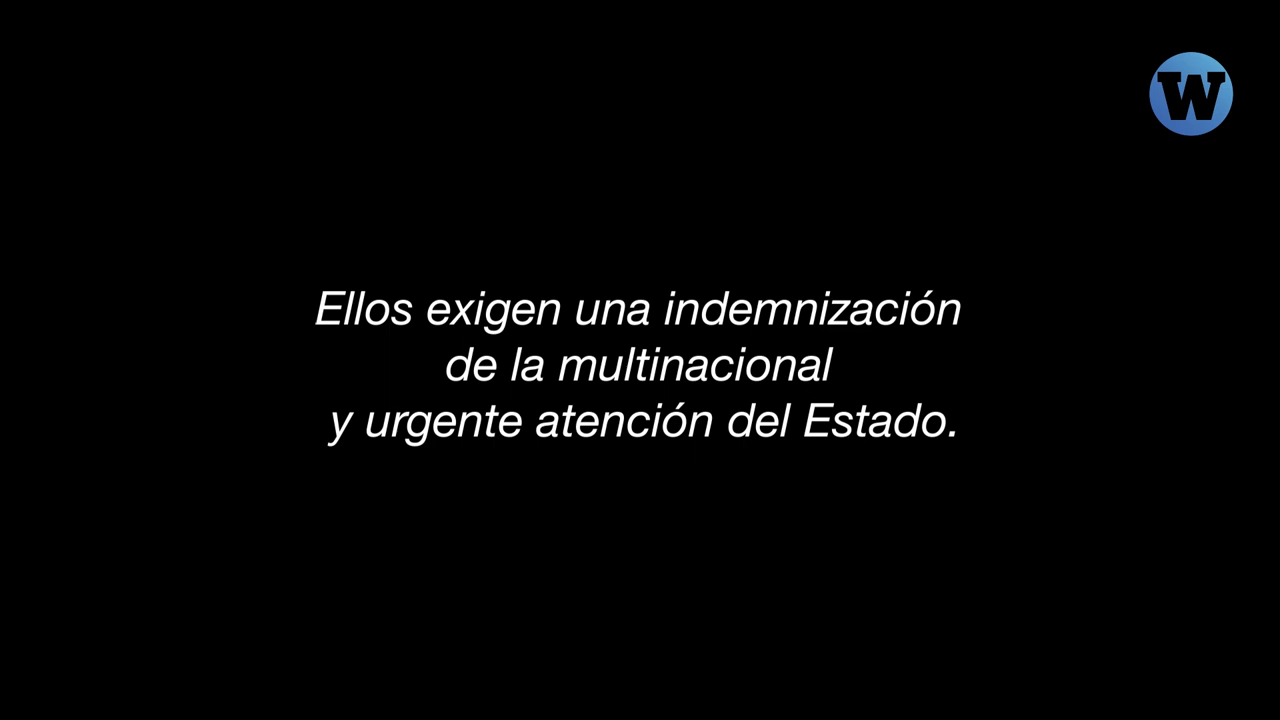 W
Ellos exigen una indemnización
de la multinacional
y urgente atención del Estado.